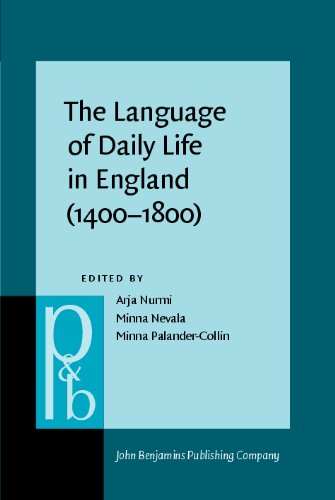 The Language
of Daily Life
in England
(1400–1800)
EDITED BY
Arja Nurmi
Minna Nevala
Minna Palander-Collin
p
&
b
John Benjamins Publishing Company